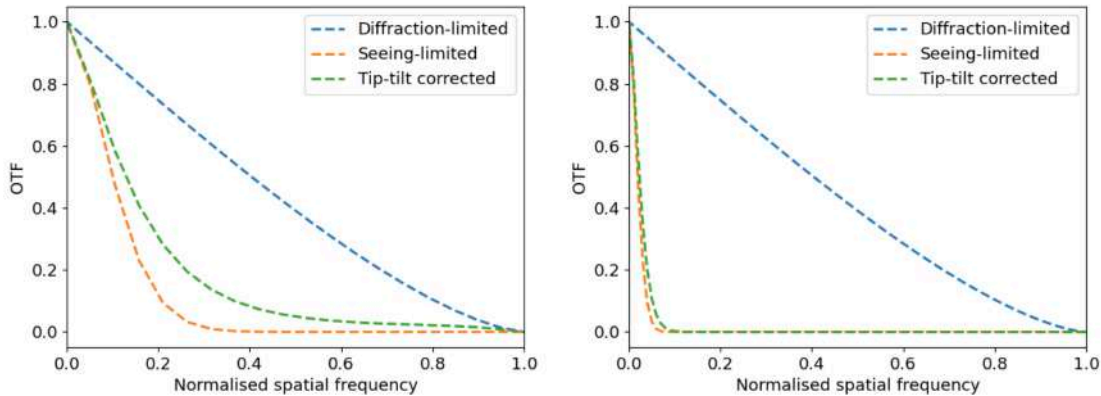 1.0
0.8
0.6
0.4
0.2
0.0
OTF
0.0 0.2 0.4 0.6 0.8 1.0
Normalised spatial frequency
Diffraction-limited
Seeing-limited
Tip-tilt corrected
1.0
0.8
0.6
0.4
0.2
0.0
OTF
0.0 0.2 0.4 0.6 0.8 1.0
Normalised spatial frequency
Diffraction-limited
Seeing-limited
Tip-tilt corrected